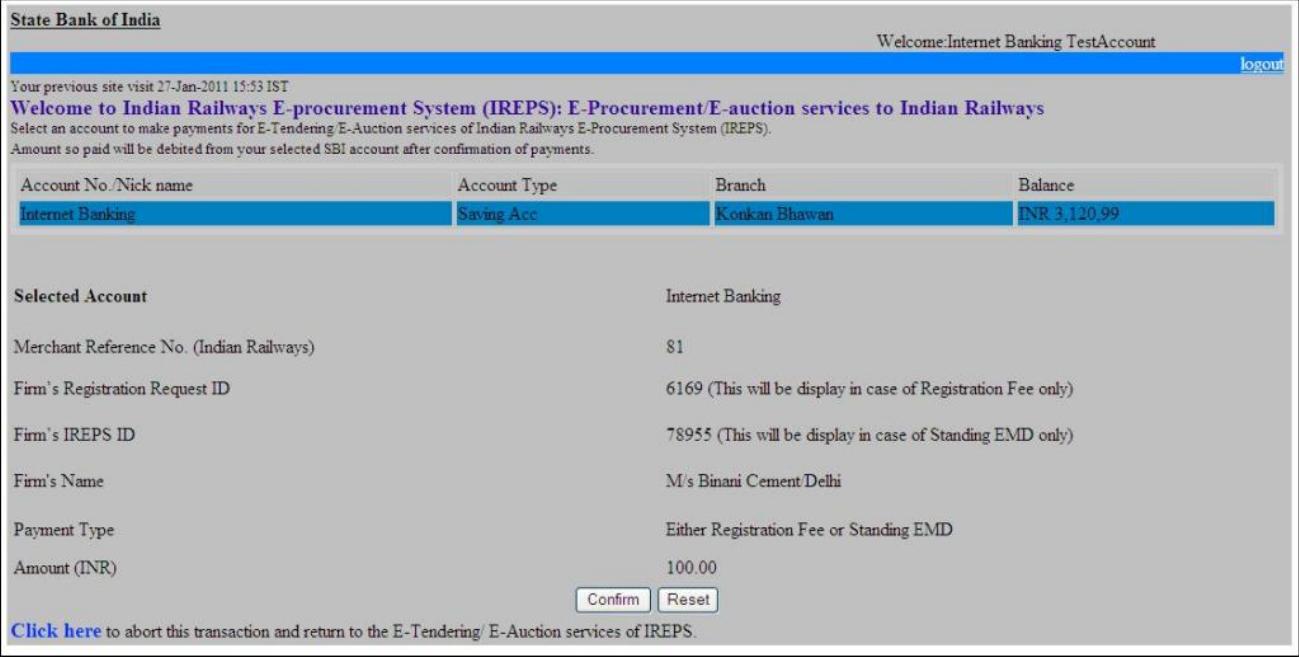 State Bank of India
Welcome:Internet Banking TestAccount
logout
Your previous site visit 27-Jan-2011 15:53 IST
Welcome to Indian Railways E-procurement System (IREPS): E-Procurement/E-auction services to Indian Railways
Select an account to make payments for E-Tendering/E-Auction services of Indian Railways E-Procurement System (IREPS).
Amount so paid will be debited from your selected SBI account after confirmation of payments.
Account No./Nick name Account Type Branch Balance
Internet Banking Saving Acc Konkan Bhawan INR 3,120,99
Selected Account Internet Banking
Merchant Reference No. (Indian Railways) 81
Firm's Registration Request ID 6169 (This will be display in case of Registration Fee only)
Firm's IREPS ID 78955 (This will be display in case of Standing EMD only)
Firm's Name M/s Binani Cement/Delhi
Payment Type Either Registration Fee or Standing EMD
Amount (INR) 100.00
Confirm Reset
Click here to abort this transaction and return to the E-Tendering/ E-Auction services of IREPS.